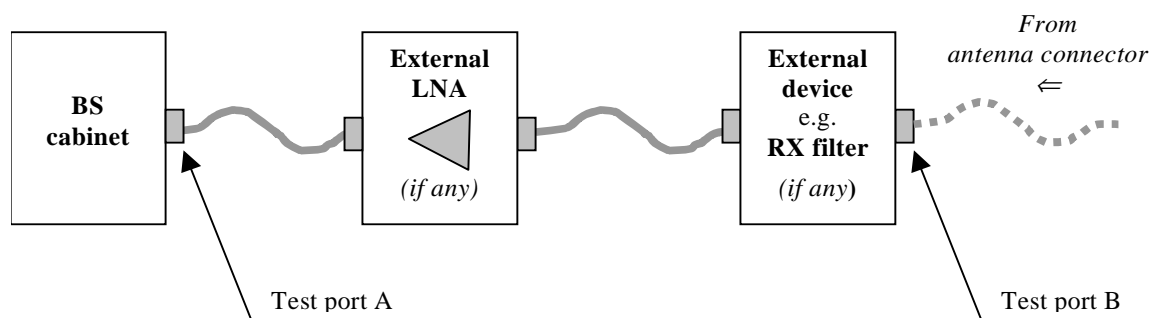 BS
cabinet
External
LNA
(if any)
External
device
e.g.
RX filter
(if any)
From
antenna connector
⇐
Test port A
Test port B